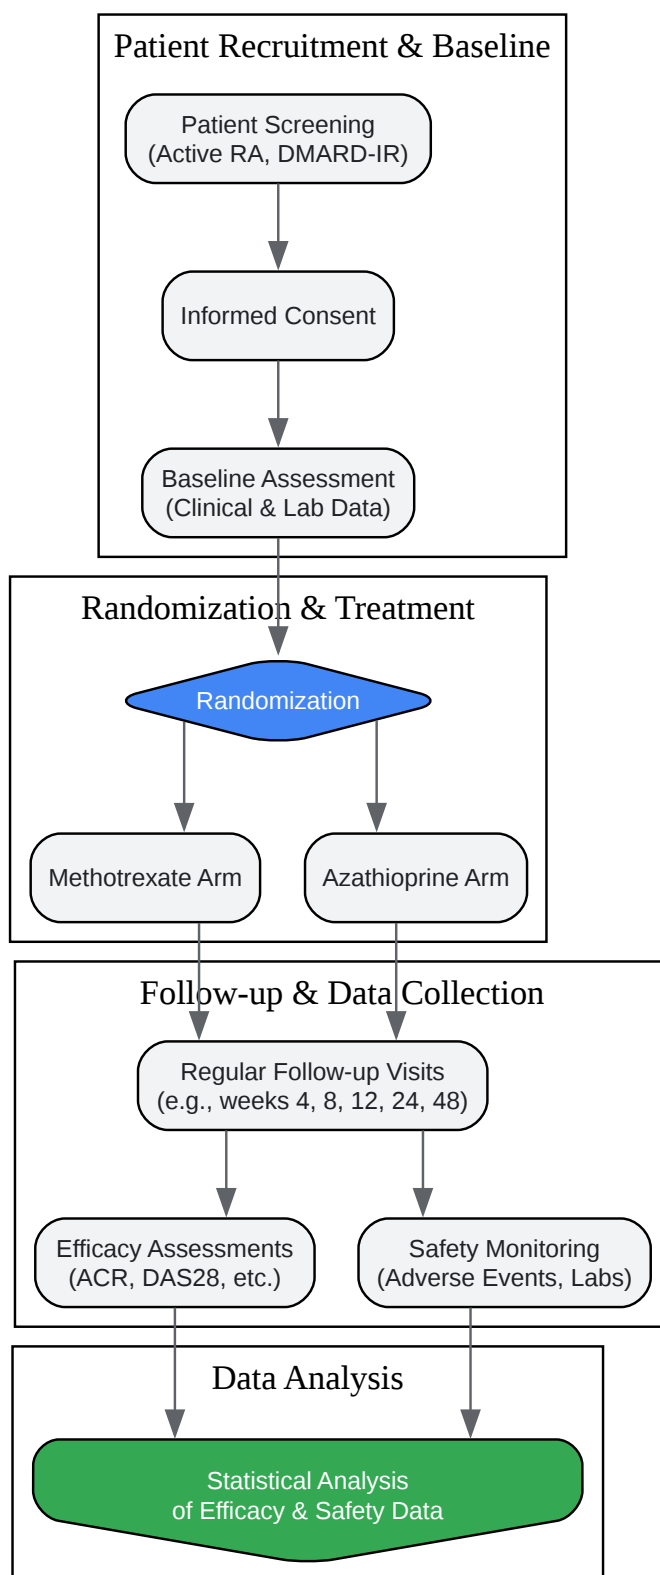 Patient Recruitment & Baseline
Patient Screening
(Active RA, DMARD-IR)
Informed Consent
Baseline Assessment
(Clinical & Lab Data)
Randomization & Treatment
Randomization
Methotrexate Arm
Azathioprine Arm
Follow-up & Data Collection
Regular Follow-up Visits
(e.g., weeks 4, 8, 12, 24, 48)
Efficacy Assessments
(ACR, DAS28, etc.)
Safety Monitoring
(Adverse Events, Labs)
Data Analysis
Statistical Analysis
of Efficacy & Safety Data